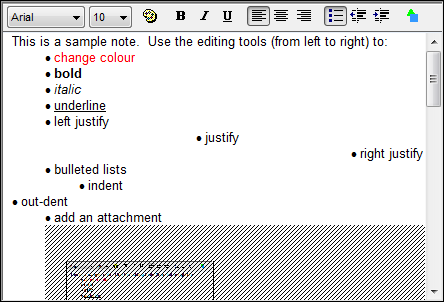 Arial 10 B I U
This is a sample note. Use the editing tools (from left to right) to:
• change colour
• bold
• italic
• underline
• left justify
• justify
• right justify
• bulleted lists
• indent
• out-dent
• add an attachment